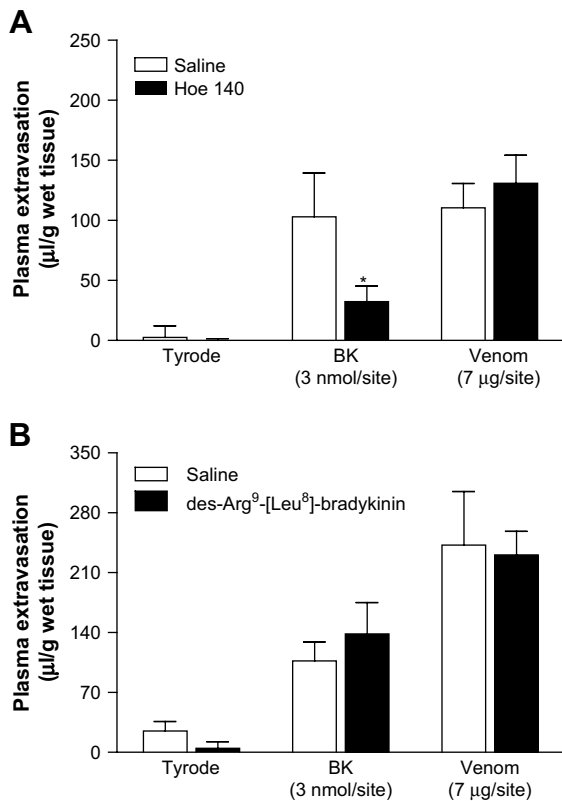 A
250
200
150
100
50
0
Plasma extravasation
(µl/g wet tissue)
Saline
Hoe 140
*
Tyrode
BK
(3 nmol/site)
Venom
(7 µg/site)
B
350
280
210
140
70
0
Plasma extravasation
(µl/g wet tissue)
Saline
des-Arg⁹-[Leu⁸]-bradykinin
Tyrode
BK
(3 nmol/site)
Venom
(7 µg/site)